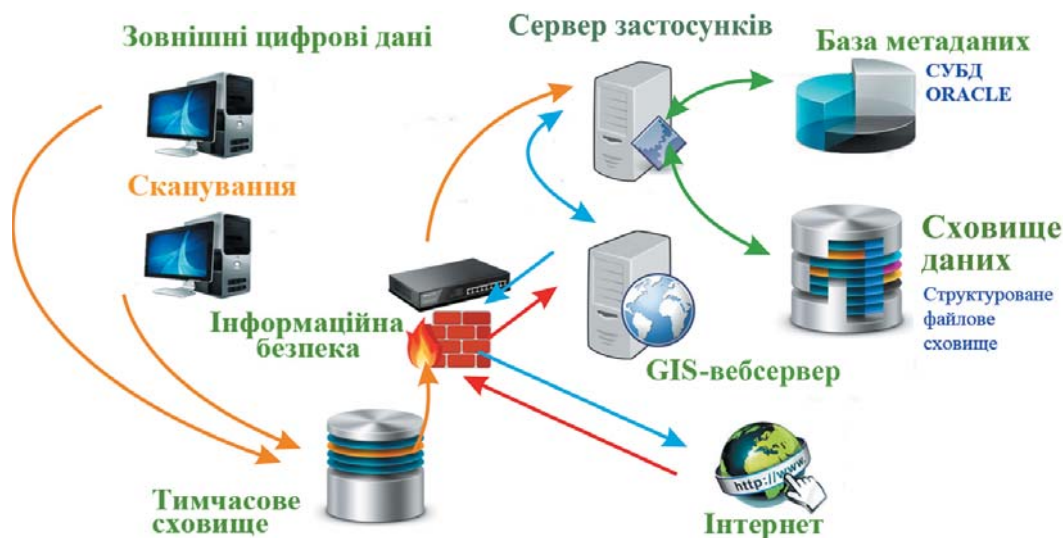 Зовнішні цифрові дані
Сервер застосунків
База метаданих
СУБД
ORACLE
Сканування
Сховище
даних
Структуроване
файлове
сховище
Інформаційна
безпека
GIS-вебсервер
Тимчасове
сховище
http://www.
Інтернет